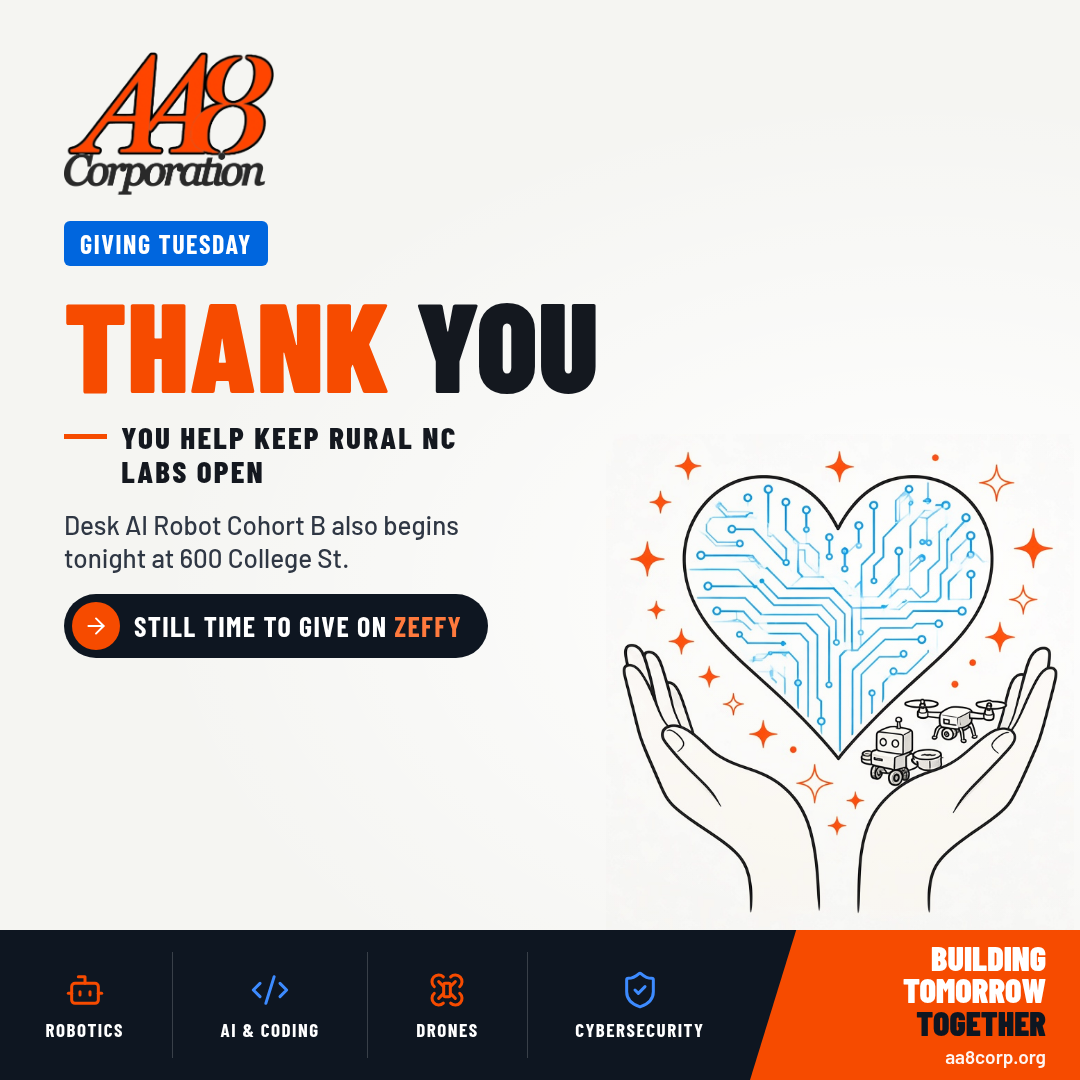 AA8
Corporation
GIVING TUESDAY
THANK YOU
YOU HELP KEEP RURAL NC
LABS OPEN
Desk AI Robot Cohort B also begins
tonight at 600 College St.
STILL TIME TO GIVE ON ZEFFY
ROBOTICS
AI & CODING
DRONES
CYBERSECURITY
BUILDING
TOMORROW
TOGETHER
aa8corp.org